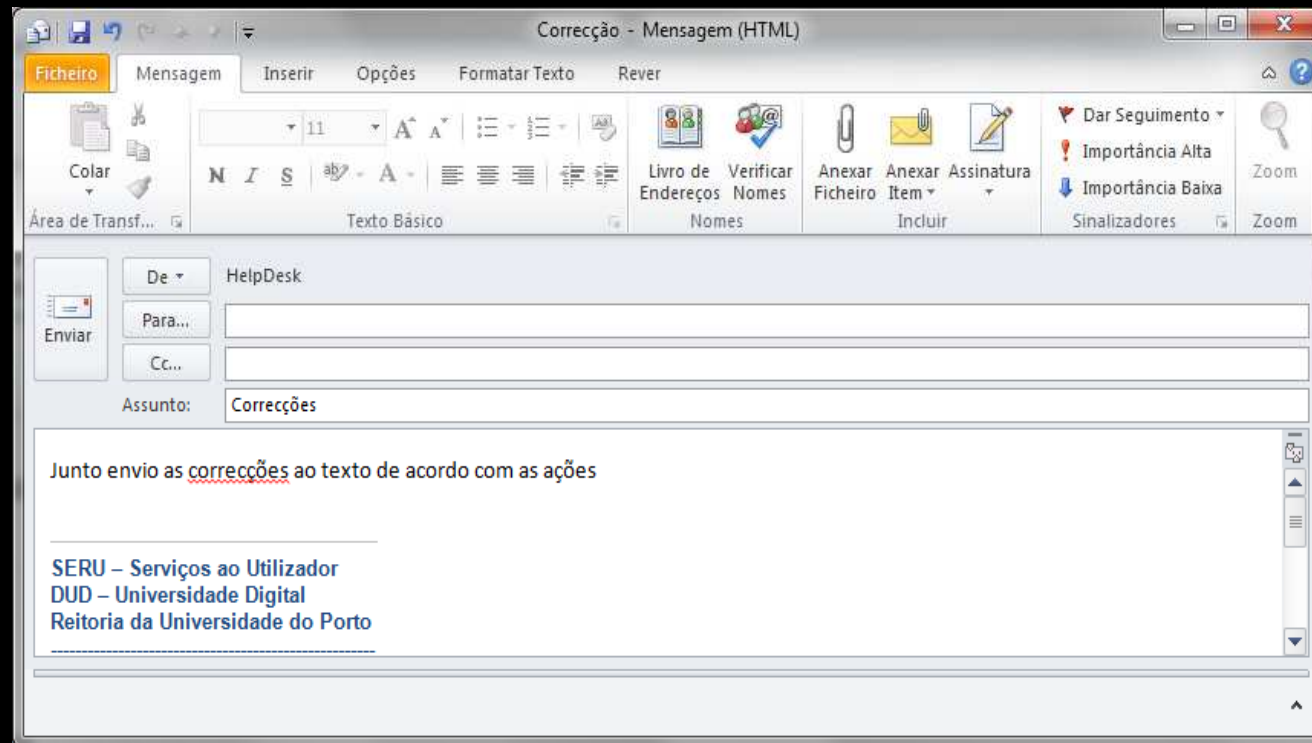 Correcção - Mensagem (HTML)
Ficheiro Mensagem Inserir Opções Formatar Texto Rever
Colar
Área de Transf...
11
N I S
Texto Básico
Livro de Endereços
Verificar Nomes
Nomes
Anexar Ficheiro
Anexar Item
Assinatura
Incluir
Dar Seguimento
Importância Alta
Importância Baixa
Sinalizadores
Zoom
Zoom
Enviar
De HelpDesk
Para...
Cc...
Assunto: Correcções
Junto envio as correcções ao texto de acordo com as ações
SERU – Serviços ao Utilizador
DUD – Universidade Digital
Reitoria da Universidade do Porto